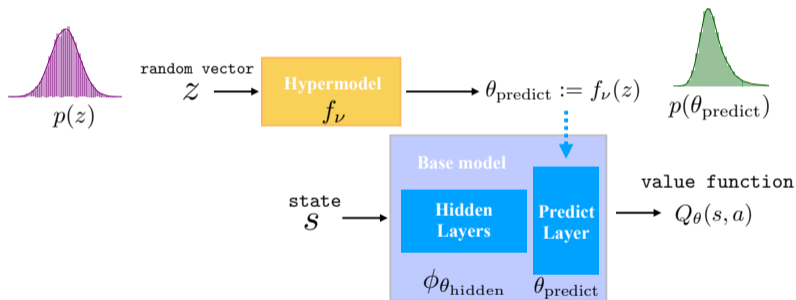 p(z)
random vector
z
Hypermodel
f_ν
θ_predict := f_ν(z)
p(θ_predict)
Base model
state
s
Hidden
Layers
Predict
Layer
ϕ_θ_hidden
θ_predict
value function
Q_θ(s, a)